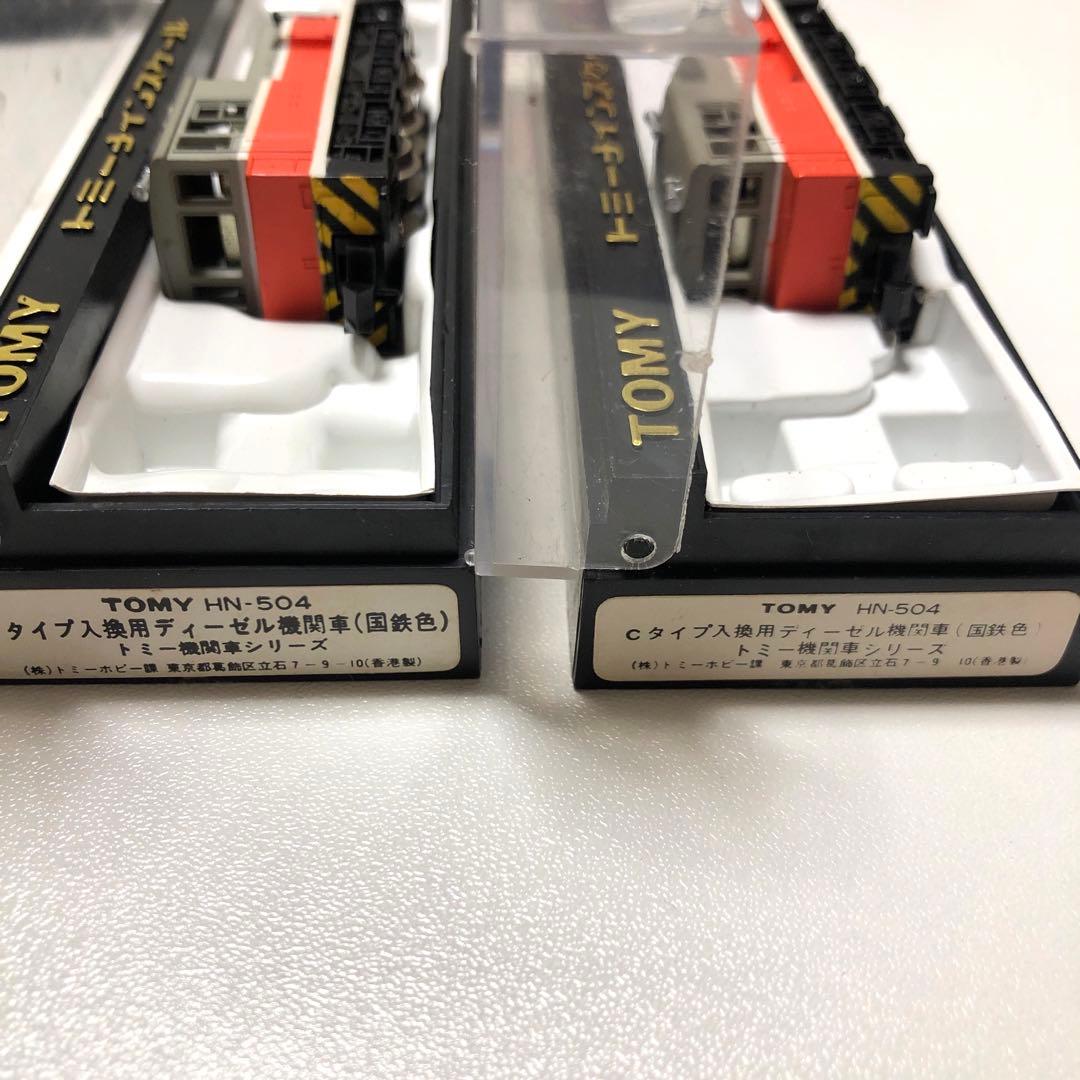 トミーナインスケール
TOMY
トミーナインス
TOMY
TOMY HN-504
タイプ入換用ディーゼル機関車(国鉄色)
トミー機関車シリーズ
(株)トミーホビー課 東京都葛飾区立石7-9-10(香港製)
TOMY HN-504
Cタイプ入換用ディーゼル機関車(国鉄色)
トミー機関車シリーズ
(株)トミーホビー課 東京都葛飾区立石7-9 10(香港製)